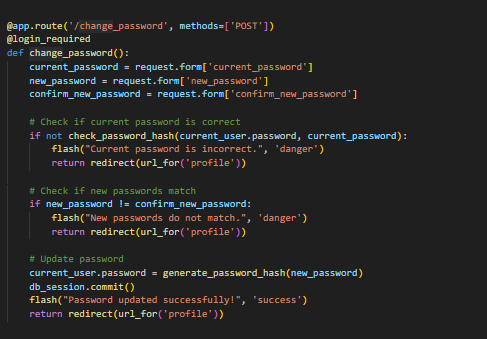 @app.route('/change_password', methods=['POST'])
@login_required
def change_password():
    current_password = request.form['current_password']
    new_password = request.form['new_password']
    confirm_new_password = request.form['confirm_new_password']
    # Check if current password is correct
    if not check_password_hash(current_user.password, current_password):
        flash("Current password is incorrect.", 'danger')
        return redirect(url_for('profile'))
    # Check if new passwords match
    if new_password != confirm_new_password:
        flash("New passwords do not match.", 'danger')
        return redirect(url_for('profile'))
    # Update password
    current_user.password = generate_password_hash(new_password)
    db_session.commit()
    flash("Password updated successfully!", 'success')
    return redirect(url_for('profile'))